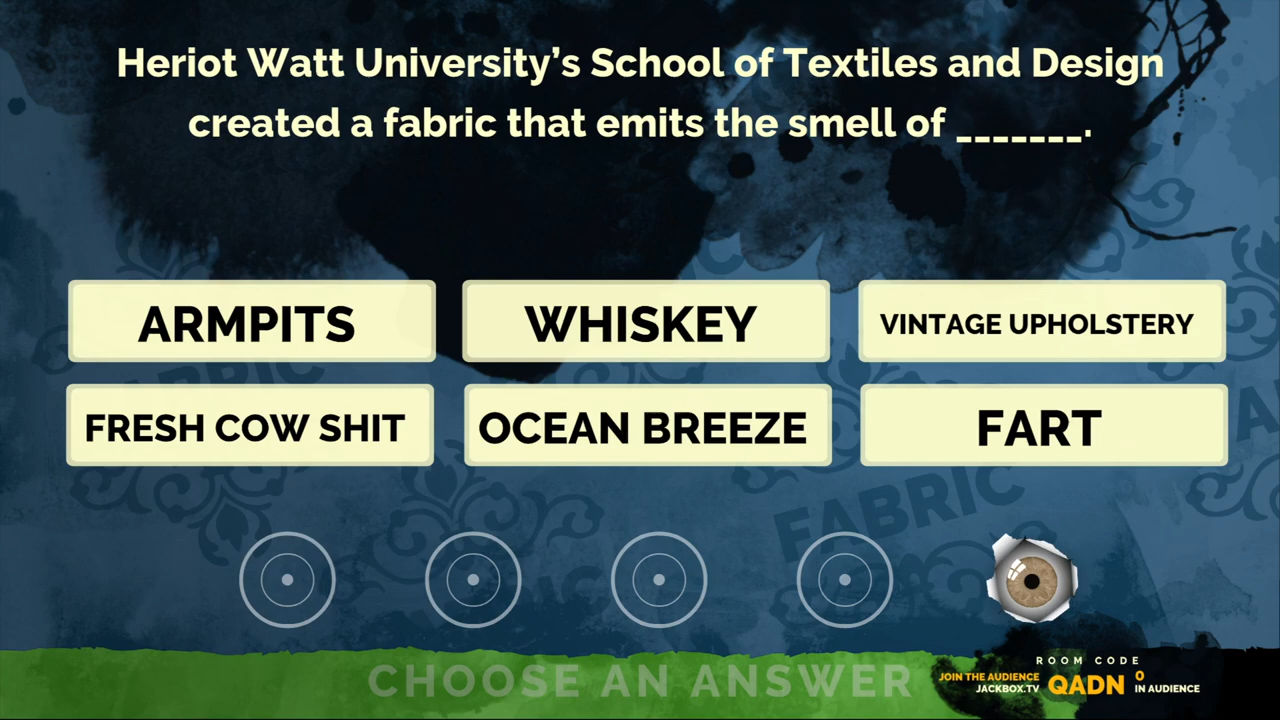 Heriot Watt University’s School of Textiles and Design
created a fabric that emits the smell of _______.
ARMPITS
WHISKEY
VINTAGE UPHOLSTERY
FRESH COW SHIT
OCEAN BREEZE
FART
FABRIC
CHOOSE AN ANSWER
ROOM CODE
JOIN THE AUDIENCE
JACKBOX.TV
QADN
0
IN AUDIENCE